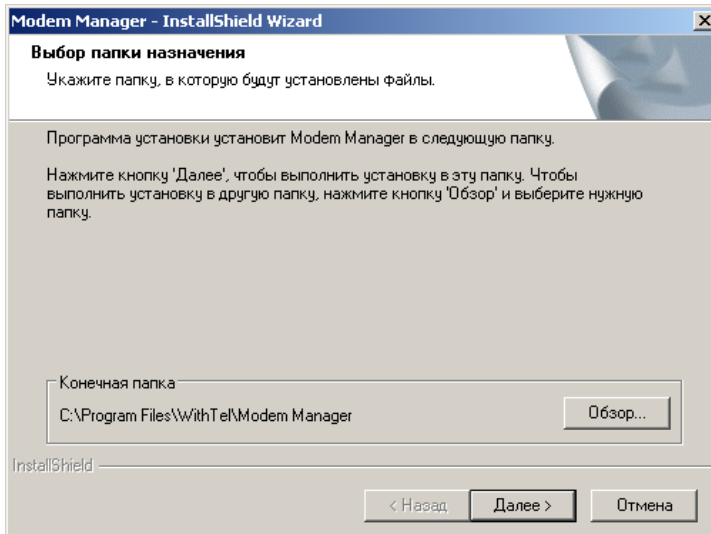 Modem Manager - InstallShield Wizard
Выбор папки назначения
Укажите папку, в которую будут установлены файлы.
Программа установки установит Modem Manager в следующую папку.
Нажмите кнопку 'Далее', чтобы выполнить установку в эту папку. Чтобы
выполнить установку в другую папку, нажмите кнопку 'Обзор' и выберите нужную
папку.
Конечная папка
C:\Program Files\WithTel\Modem Manager
Обзор...
InstallShield
< Назад
Далее >
Отмена